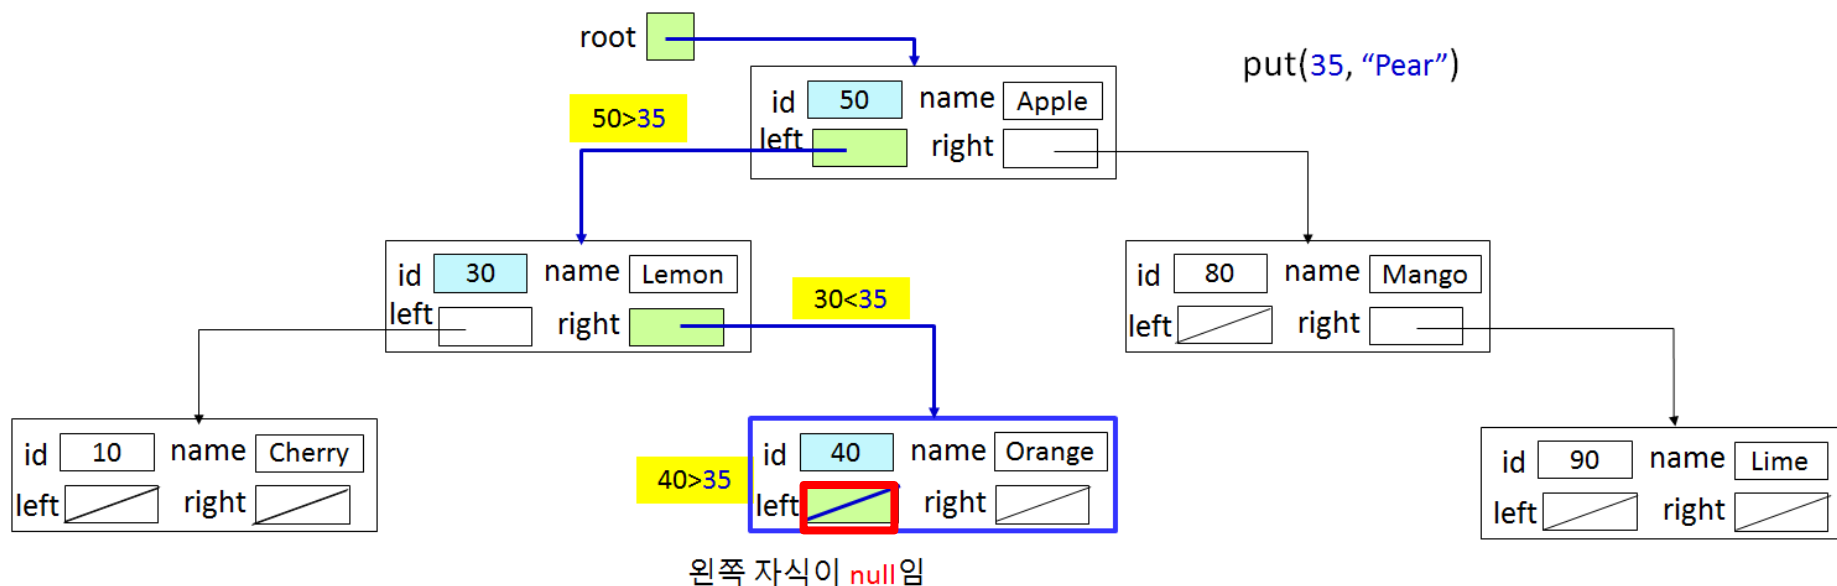 root
put(35, “Pear”)
id 50 name Apple
50>35
left right
id 30 name Lemon
30<35
left right
id 80 name Mango
left right
id 10 name Cherry
left right
id 40 name Orange
40>35
left right
id 90 name Lime
left right
왼쪽 자식이 null임